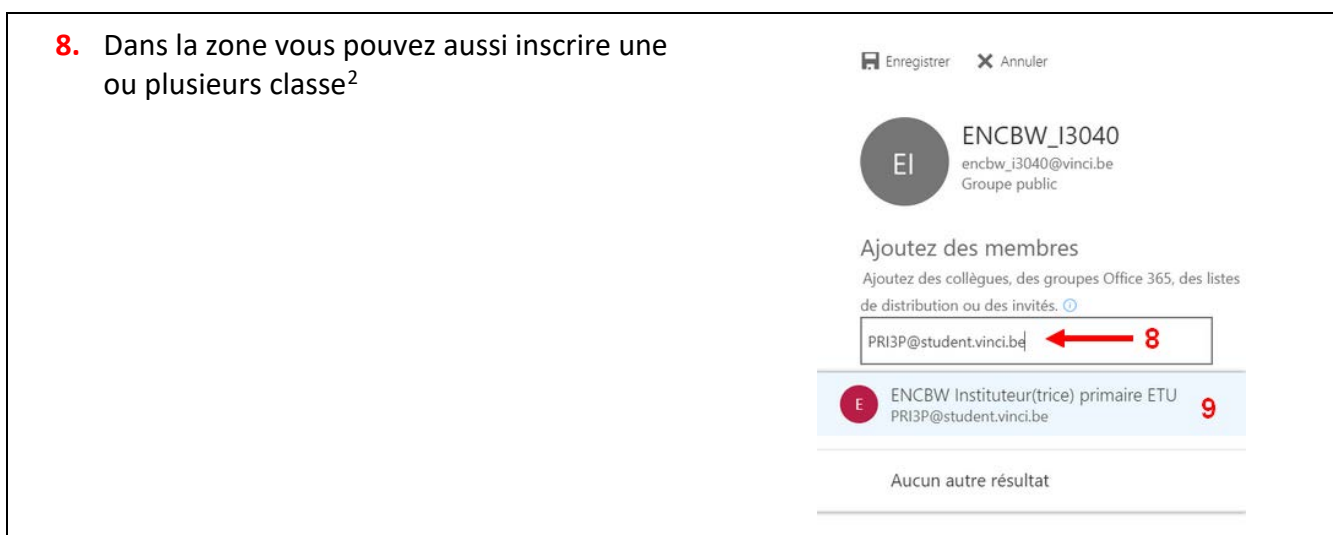 8. Dans la zone vous pouvez aussi inscrire une
ou plusieurs classe²
Enregistrer Annuler
EI
ENCBW_I3040
encbw_i3040@vinci.be
Groupe public
Ajoutez des membres
Ajoutez des collègues, des groupes Office 365, des listes
de distribution ou des invités.
PRI3P@student.vinci.be 8
E
ENCBW Instituteur(trice) primaire ETU
PRI3P@student.vinci.be
9
Aucun autre résultat